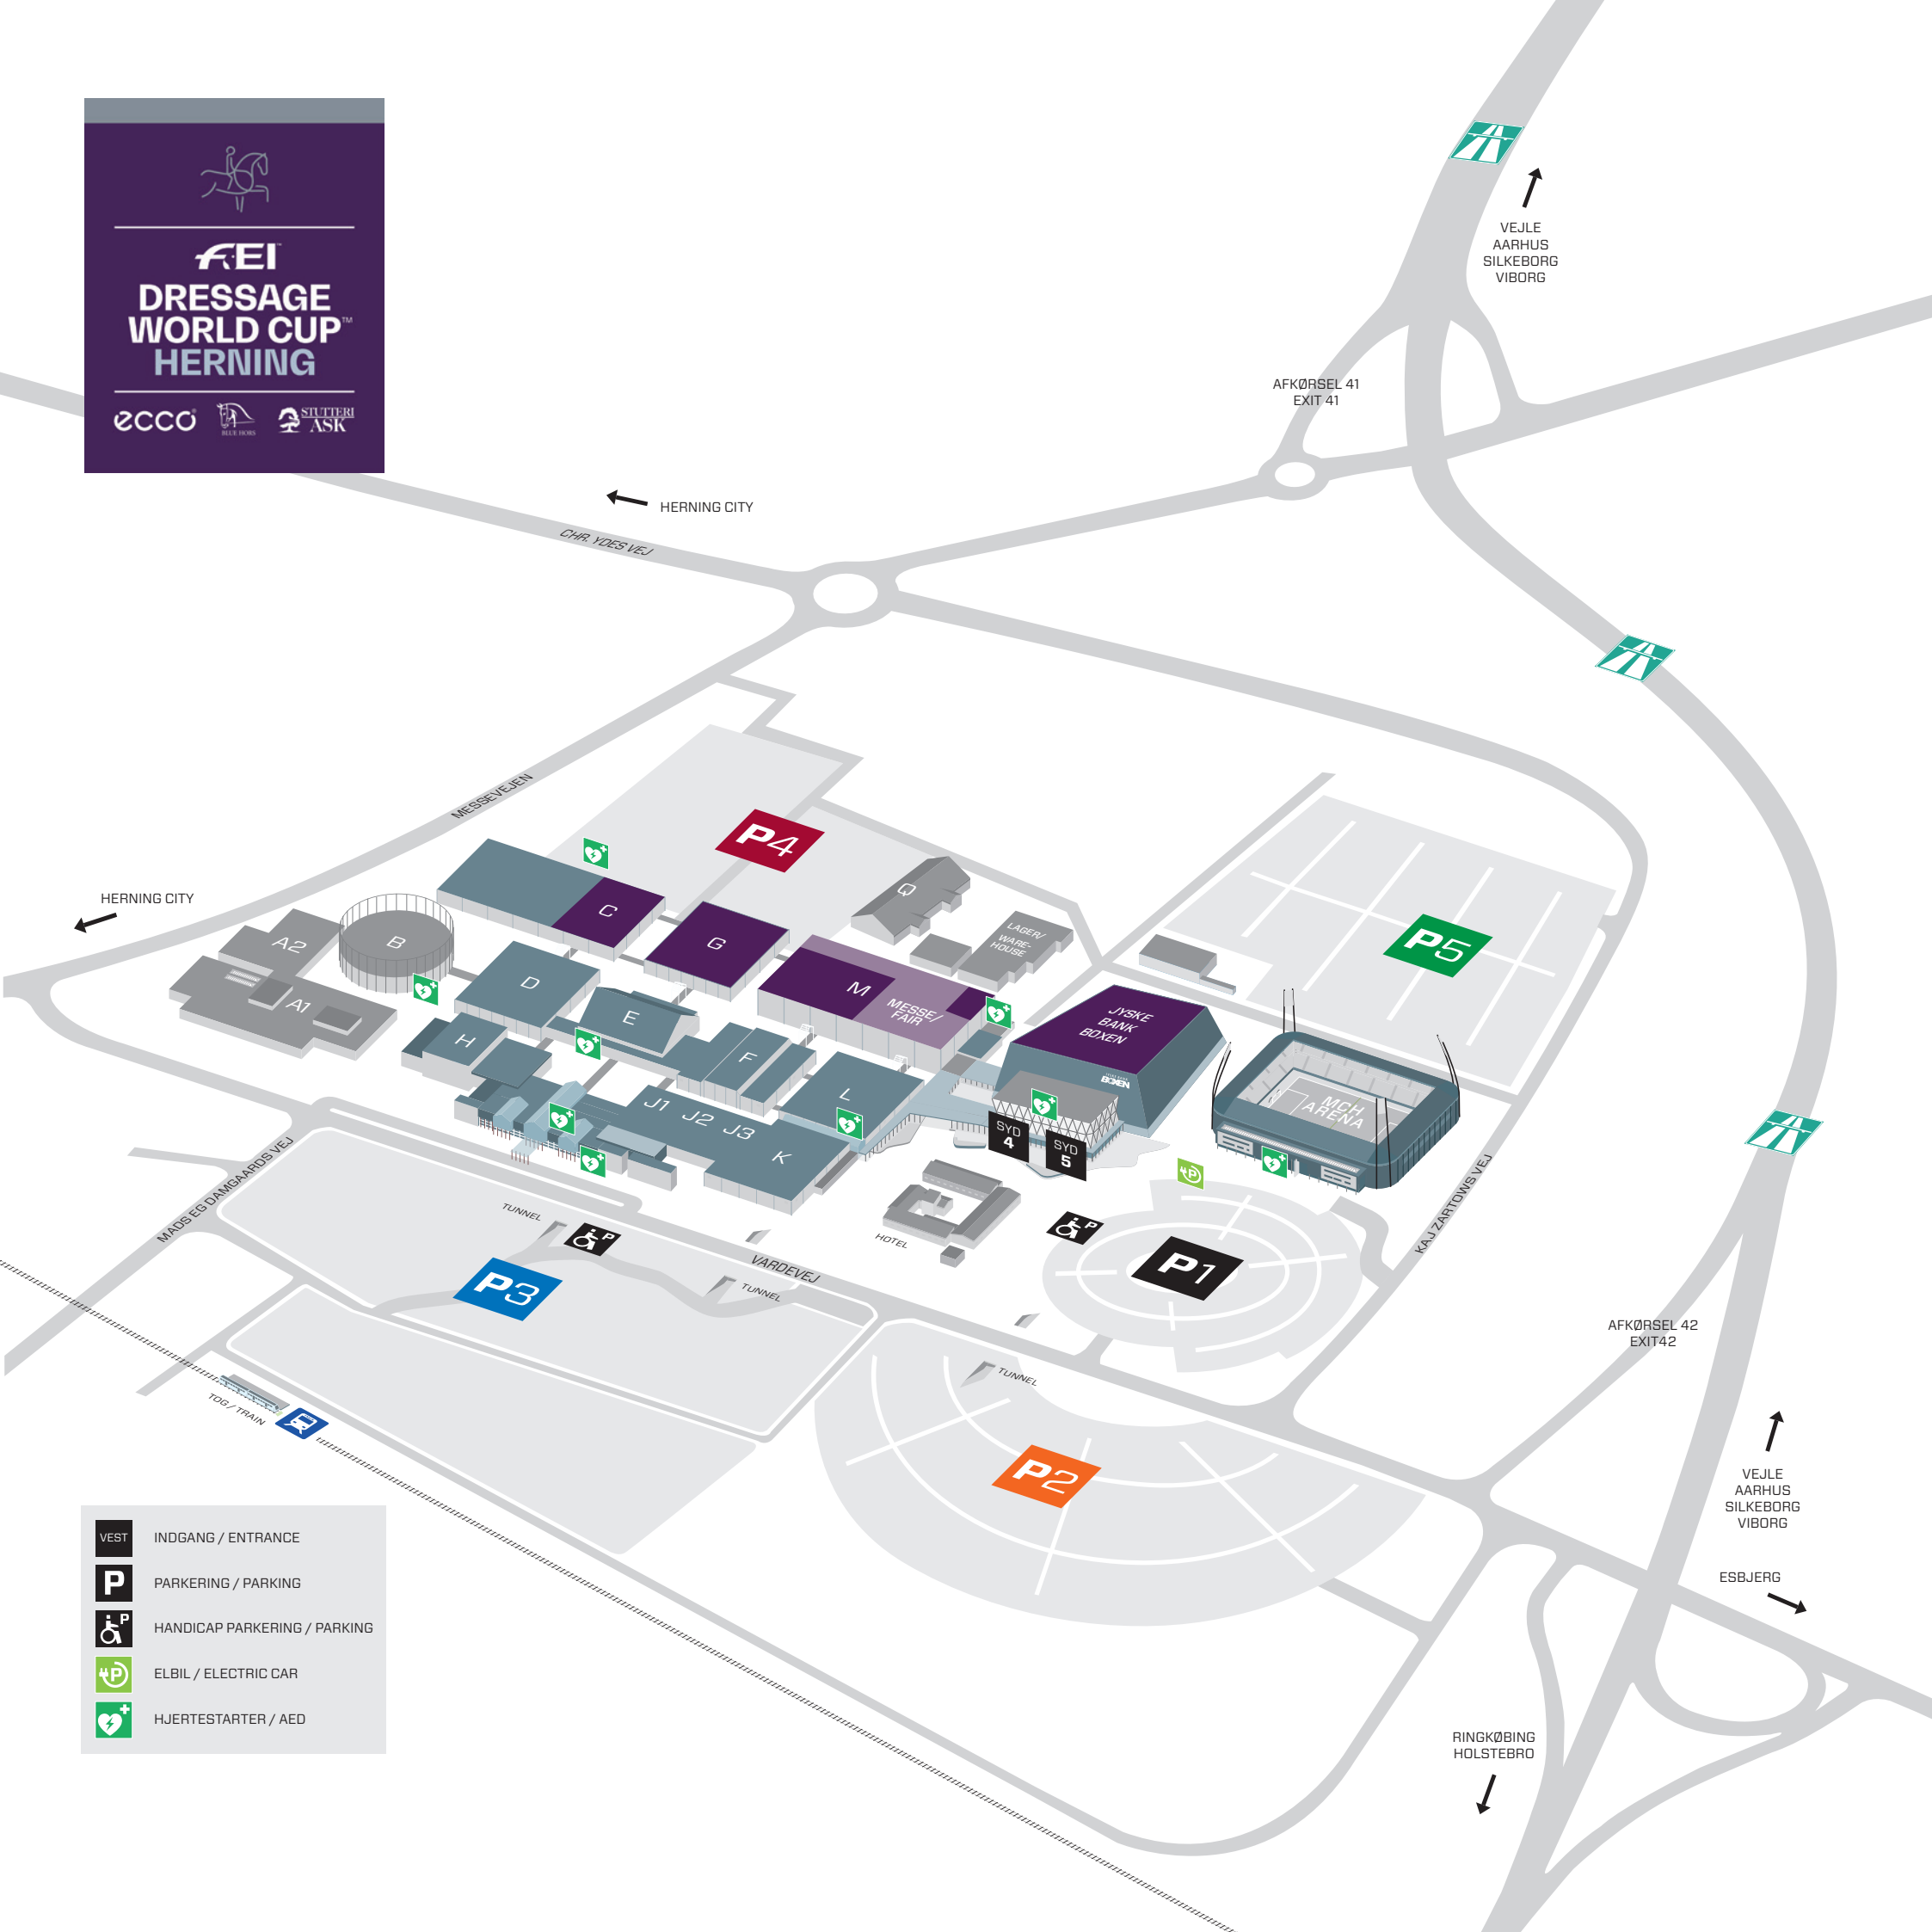 FEI™
DRESSAGE
WORLD CUP™
HERNING
ecco®
BLUE HORS
STUTTERI
ASK
VEJLE
AARHUS
SILKEBORG
VIBORG
AFKØRSEL 41
EXIT 41
HERNING CITY
CHR. YDES VEJ
MESSEVEJEN
HERNING CITY
P4
P5
Q
LAGER/
WARE-
HOUSE
C
G
M
MESSE/
FAIR
A2
B
A1
D
E
H
F
L
J1
J2
J3
K
JYSKE
BANK
BOXEN
BOXEN
MCH
ARENA
SYD
4
SYD
5
P
P
P1
HOTEL
KAJ ZARTOWS VEJ
MADS EG DAMGAARDS VEJ
TUNNEL
P
P3
VARDEVEJ
TUNNEL
TUNNEL
TOG / TRAIN
P2
AFKØRSEL 42
EXIT42
VEJLE
AARHUS
SILKEBORG
VIBORG
ESBJERG
RINGKØBING
HOLSTEBRO
VEST INDGANG / ENTRANCE
P PARKERING / PARKING
P HANDICAP PARKERING / PARKING
P ELBIL / ELECTRIC CAR
HJERTESTARTER / AED